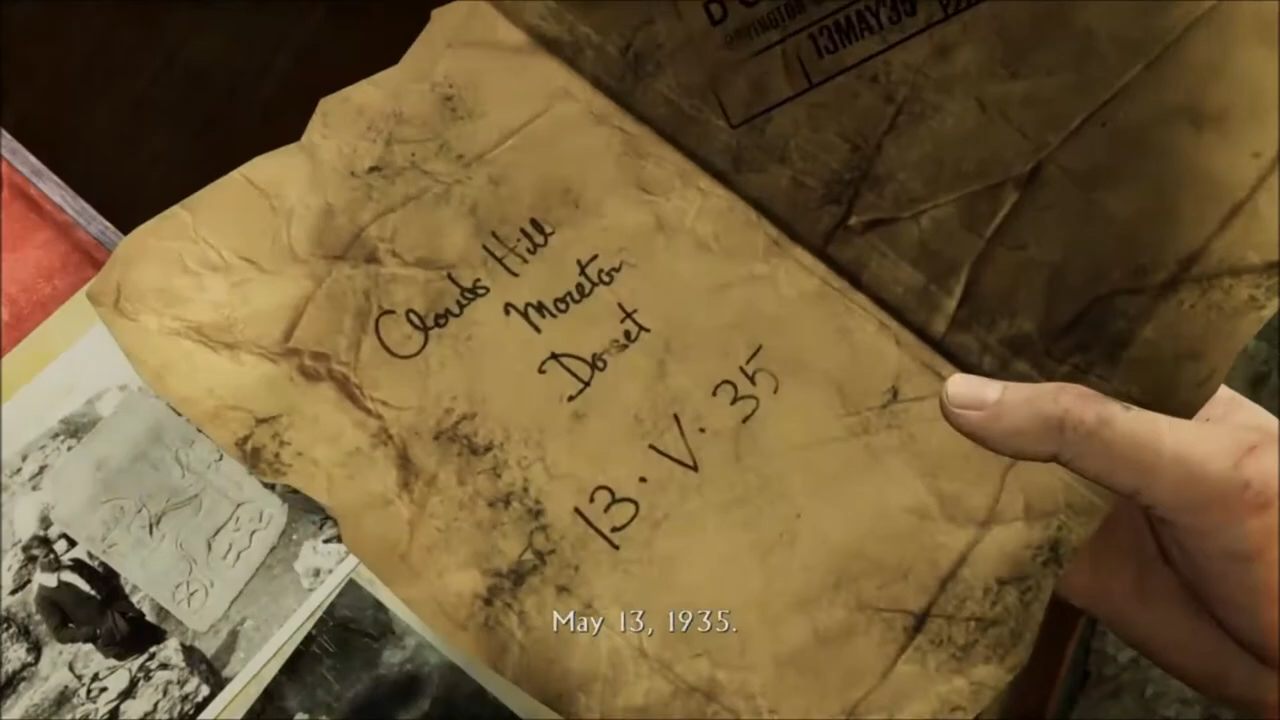 13MAY35
Clouds Hill
Moreton
Dorset
13. V. 35
May 13, 1935.